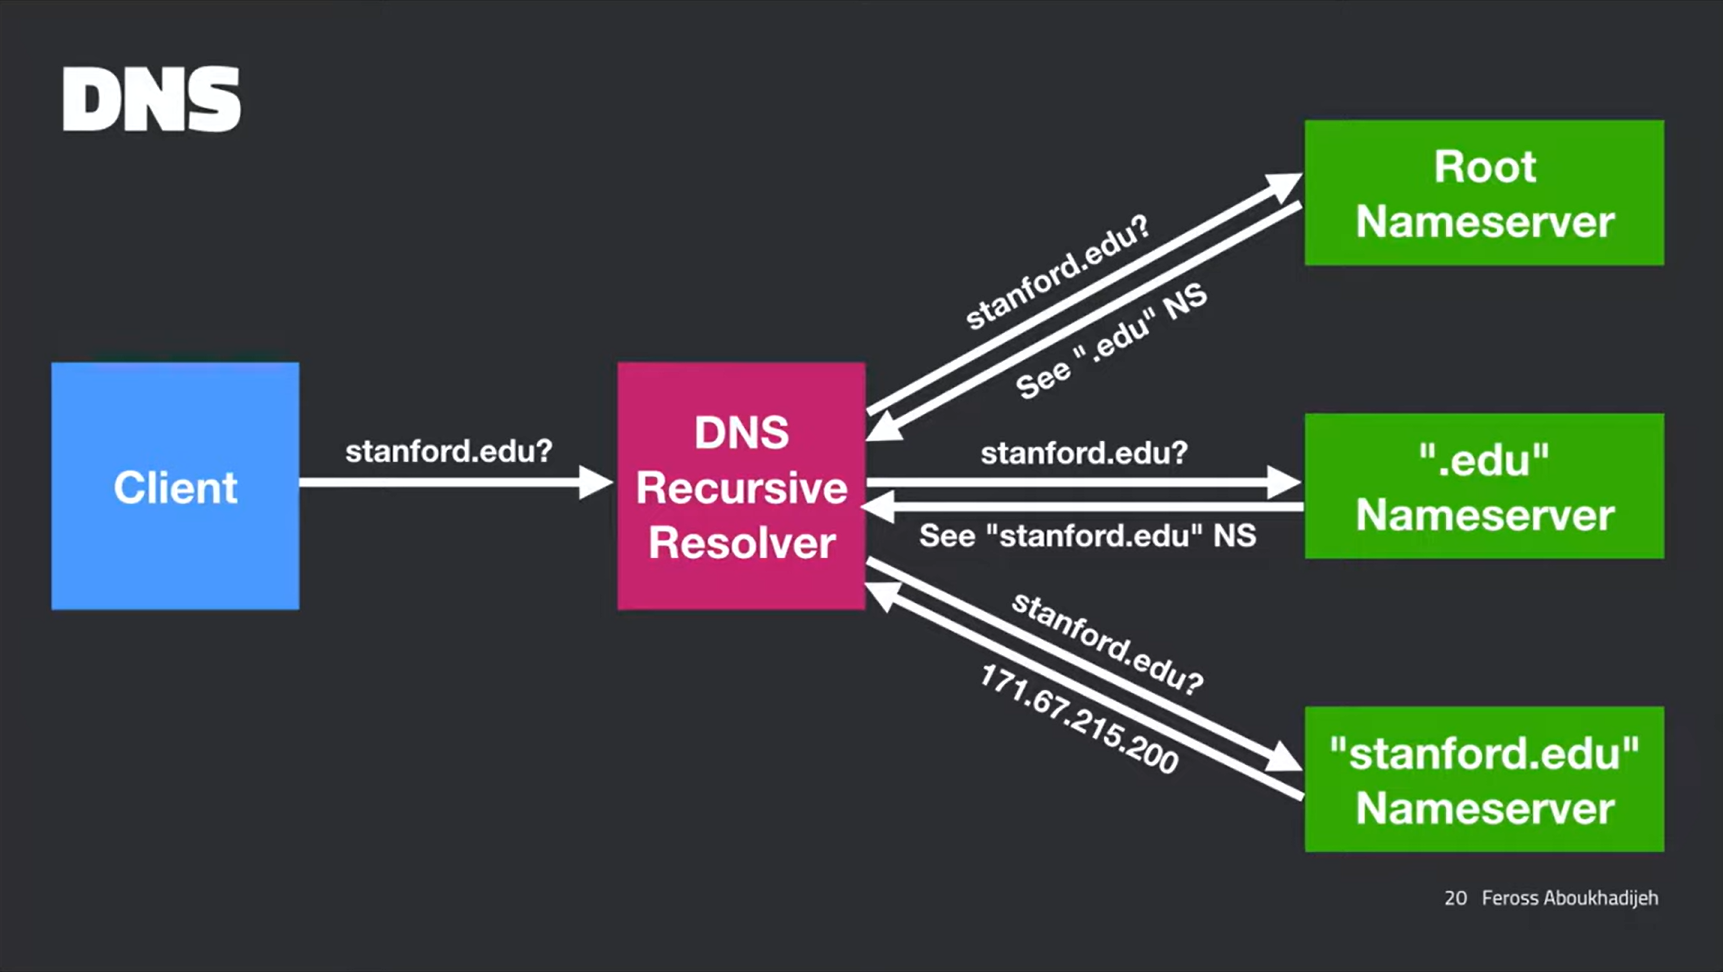 DNS
Root
Nameserver
stanford.edu?
See ".edu" NS
Client
stanford.edu?
DNS
Recursive
Resolver
stanford.edu?
See "stanford.edu" NS
".edu"
Nameserver
stanford.edu?
171.67.215.200
"stanford.edu"
Nameserver
20 Feross Aboukhadijeh